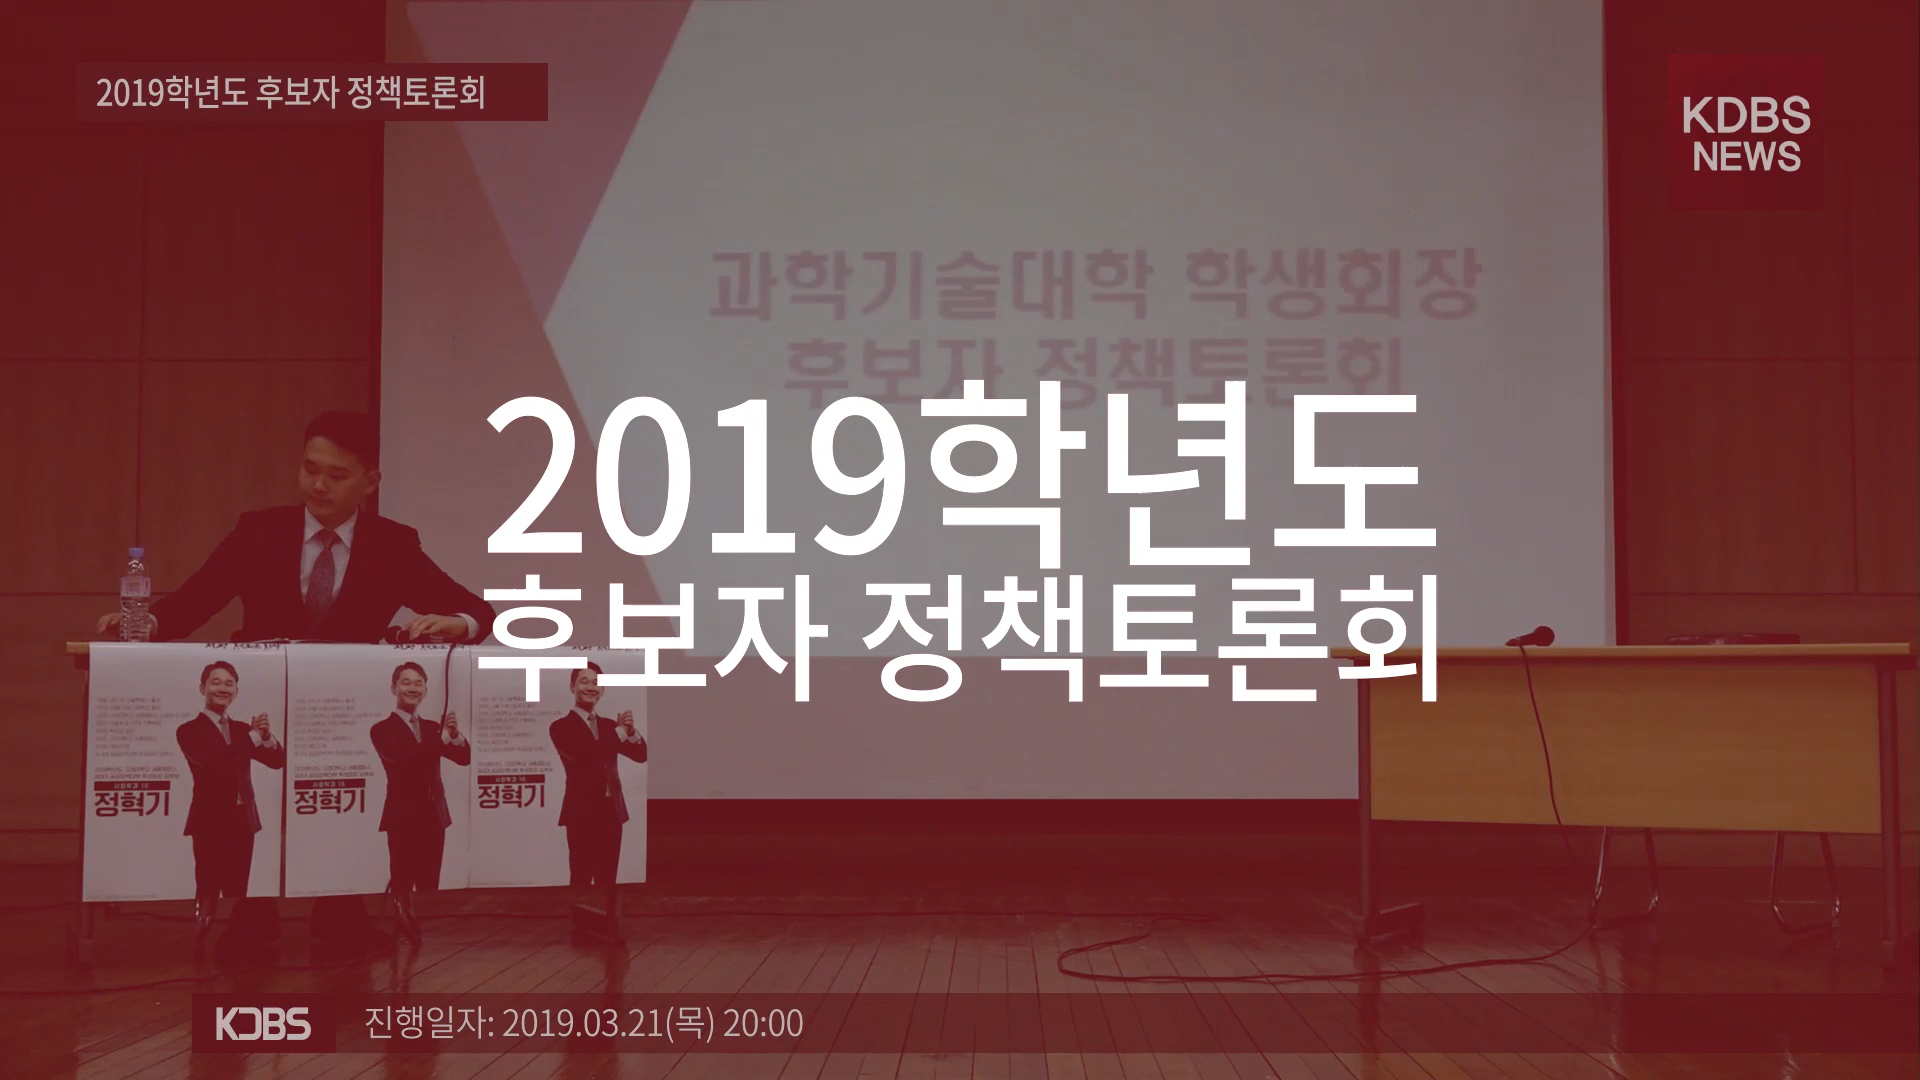 2019학년도 후보자 정책토론회
KDBS
NEWS
과학기술대학 학생회장
후보자 정책토론회
2019학년도
후보자 정책토론회
정혁기
정혁기
정혁기
KDBS
진행일자: 2019.03.21(목) 20:00